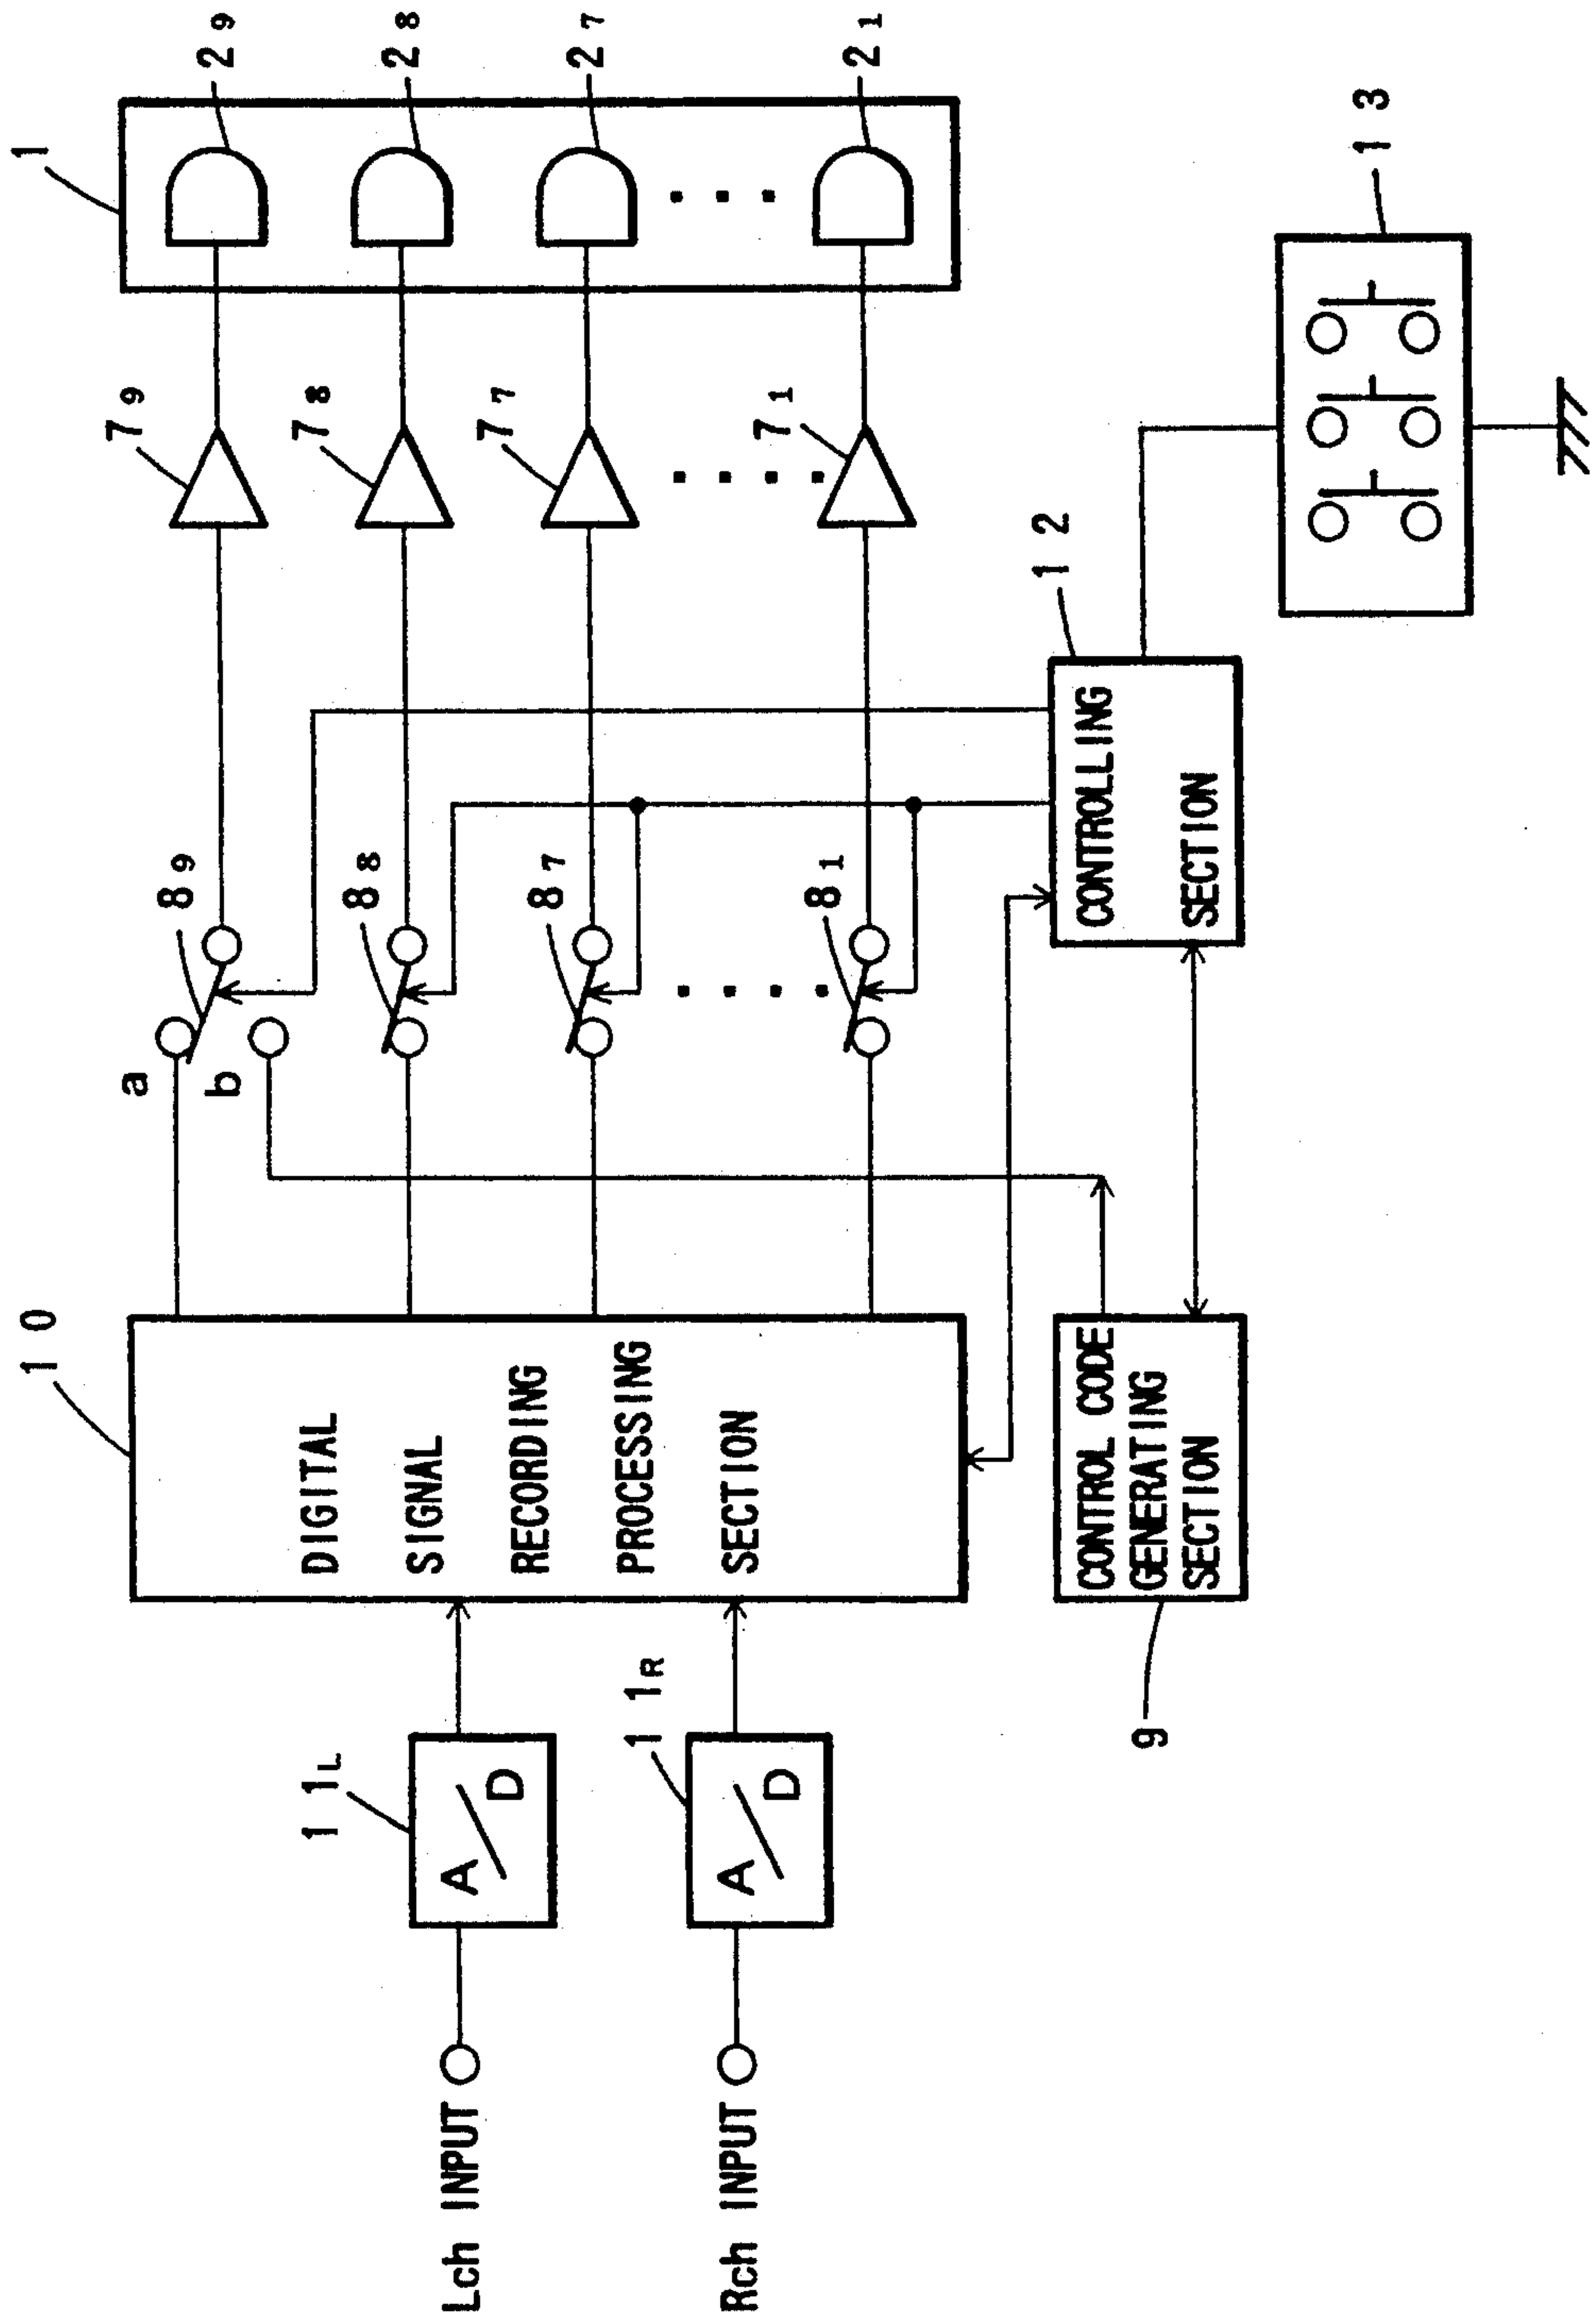 1
2₉
2₈
2₇
2₁
7₉
7₈
7₇
7₁
8₉
8₈
8₇
8₁
a
b
10
DIGITAL
SIGNAL
RECORDING
PROCESSING
SECTION
11L
A/D
11R
A/D
Lch INPUT
Rch INPUT
CONTROL CODE
GENERATING
SECTION
9
CONTROLLING
SECTION
12
13